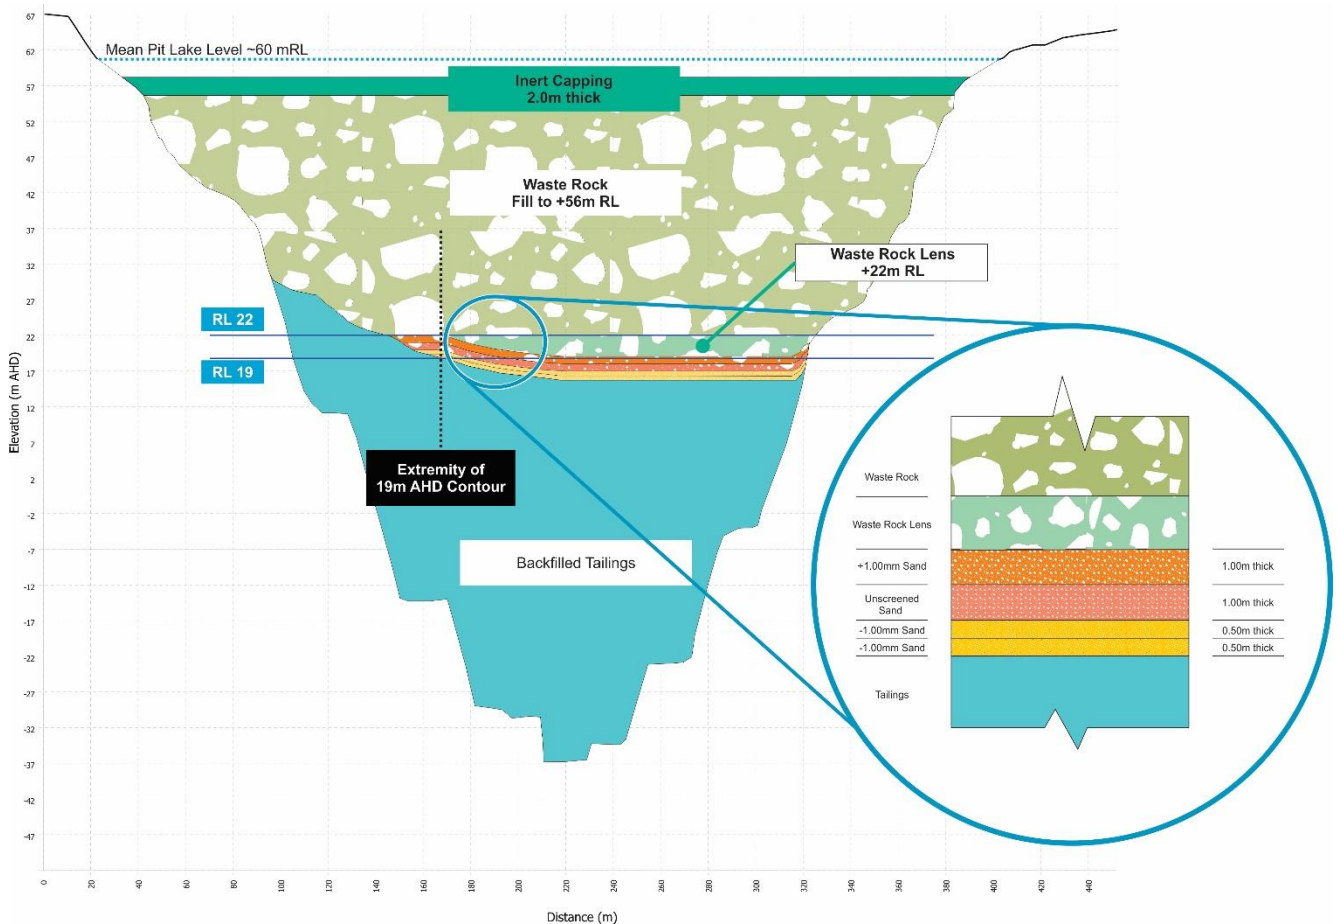 67
62
57
52
47
42
37
32
27
22
17
12
7
2
-2
-7
-12
-17
-22
-27
-32
-37
-42
-47
Elevation (m AHD)
Mean Pit Lake Level ~60 mRL
Inert Capping
2.0m thick
Waste Rock
Fill to +56m RL
Waste Rock Lens
+22m RL
RL 22
RL 19
Extremity of
19m AHD Contour
Backfilled Tailings
Waste Rock
Waste Rock Lens
+1.00mm Sand
1.00m thick
Unscreened
Sand
1.00m thick
-1.00mm Sand
0.50m thick
-1.00mm Sand
0.50m thick
Tailings
0
20
40
60
80
100
120
140
160
180
200
220
240
260
280
300
320
340
360
380
400
420
440
Distance (m)